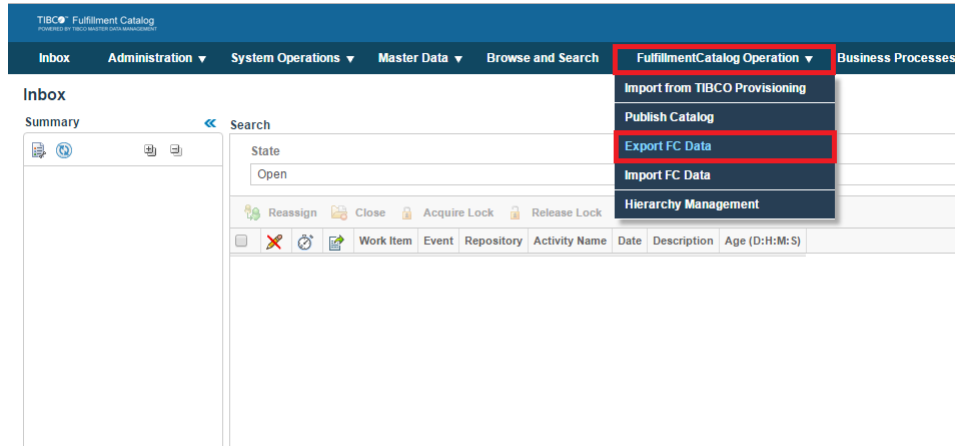 TIBCO® Fulfillment Catalog
POWERED BY TIBCO MASTER DATA MANAGEMENT
Inbox Administration ▼ System Operations ▼ Master Data ▼ Browse and Search FulfillmentCatalog Operation ▼ Business Processes
Import from TIBCO Provisioning
Publish Catalog
Export FC Data
Import FC Data
Hierarchy Management
Inbox
Summary
Search
State
Open
Reassign Close Acquire Lock Release Lock
Work Item Event Repository Activity Name Date Description Age (D:H:M:S)